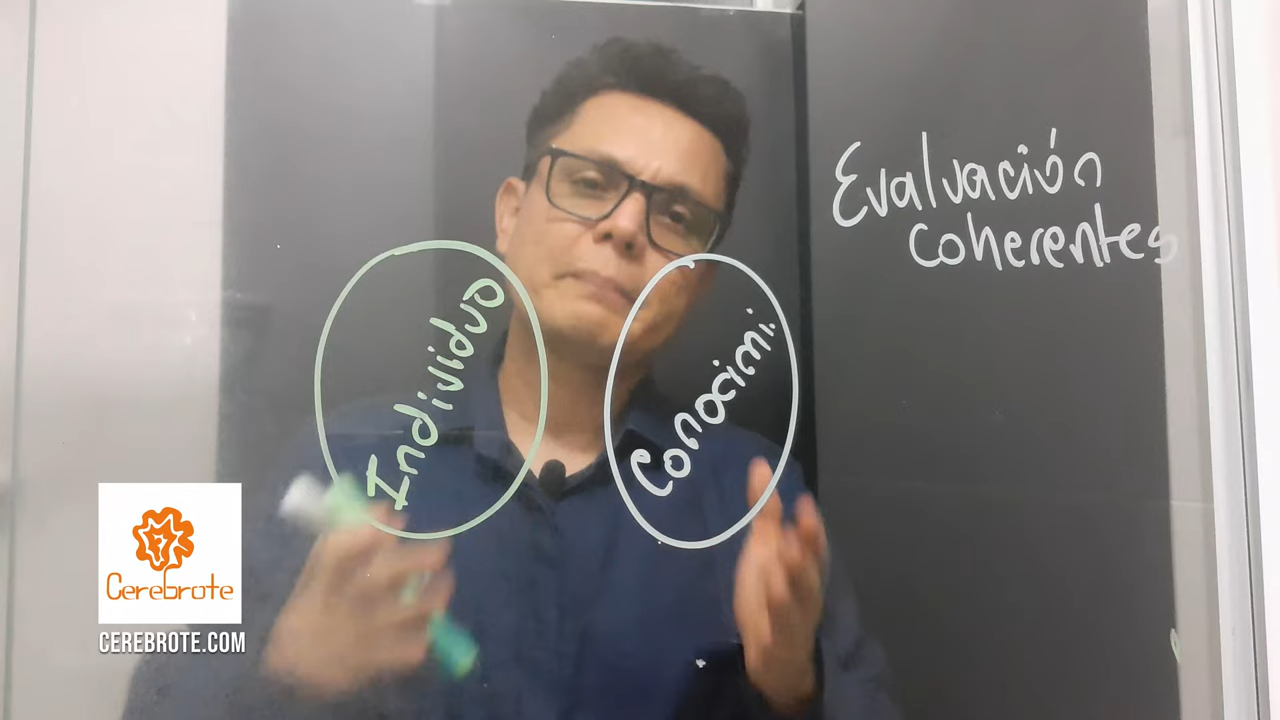 Evaluación
coherentes
Individuo
Conocimi.
Cerebrote
CEREBROTE.COM